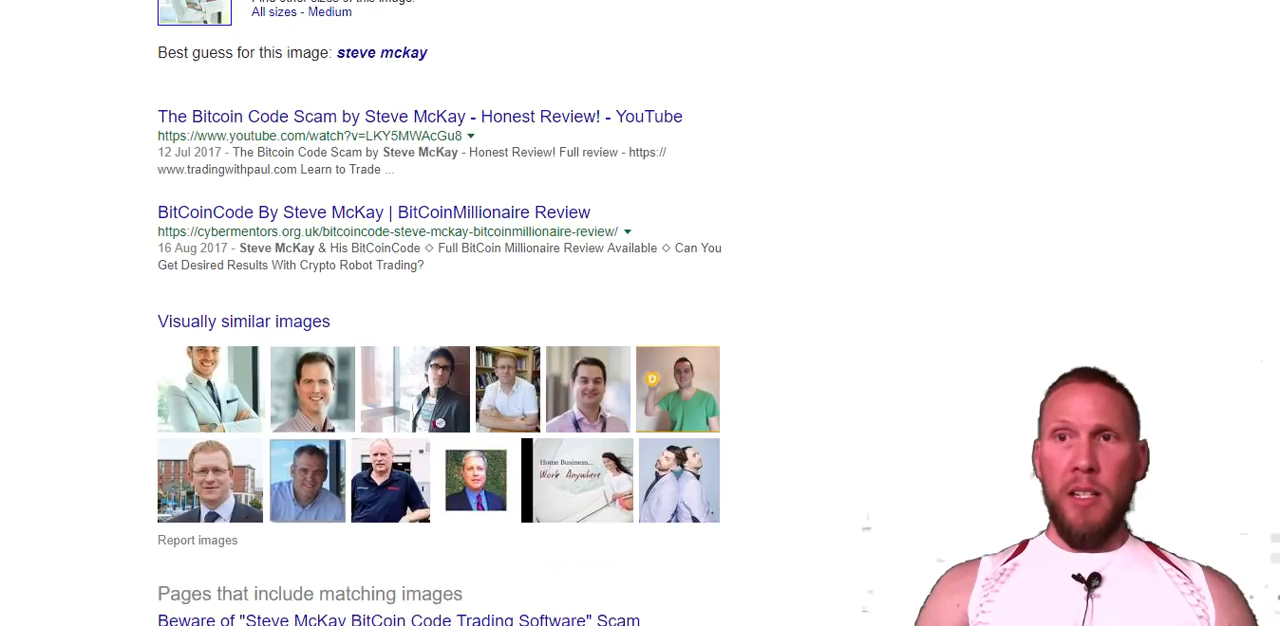 All sizes - Medium
Best guess for this image: steve mckay
The Bitcoin Code Scam by Steve McKay - Honest Review! - YouTube
https://www.youtube.com/watch?v=LKY5MWAcGu8
12 Jul 2017 - The Bitcoin Code Scam by Steve McKay - Honest Review! Full review - https://
www.tradingwithpaul.com Learn to Trade ...
BitCoinCode By Steve McKay | BitCoinMillionaire Review
https://cybermentors.org.uk/bitcoincode-steve-mckay-bitcoinmillionaire-review/
16 Aug 2017 - Steve McKay & His BitCoinCode ◇ Full BitCoin Millionaire Review Available ◇ Can You
Get Desired Results With Crypto Robot Trading?
Visually similar images
D
Home Business...
Work Anywhere
Report images
Pages that include matching images
Beware of "Steve McKay BitCoin Code Trading Software" Scam